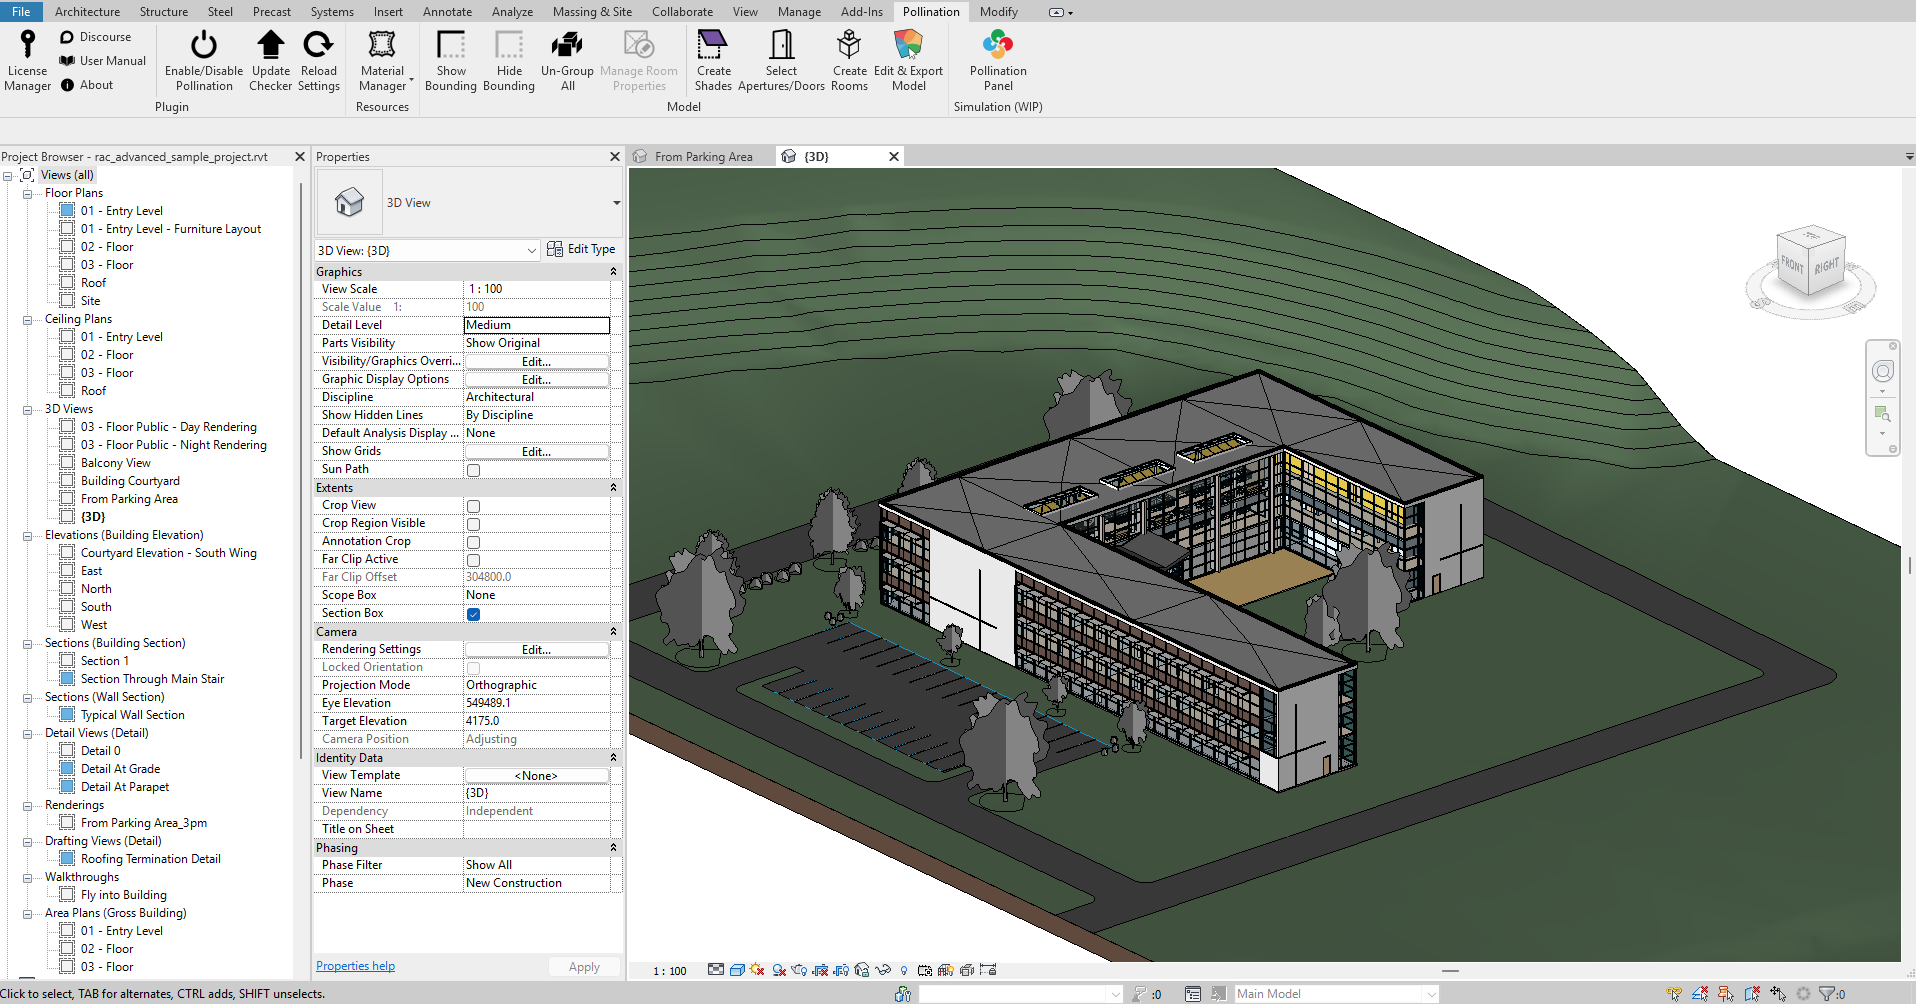 File Architecture Structure Steel Precast Systems Insert Annotate Analyze Massing & Site Collaborate View Manage Add-Ins Pollination Modify
License Manager
Discourse
User Manual
About
Enable/Disable Pollination
Update Checker
Reload Settings
Material Manager
Show Bounding
Hide Bounding
Un-Group All
Manage Room Properties
Create Shades
Select Apertures/Doors
Create Rooms
Edit & Export Model
Pollination Panel
Plugin Resources Model Simulation (WIP)
Project Browser - rac_advanced_sample_project.rvt
Views (all)
Floor Plans
01 - Entry Level
01 - Entry Level - Furniture Layout
02 - Floor
03 - Floor
Roof
Site
Ceiling Plans
01 - Entry Level
02 - Floor
03 - Floor
Roof
3D Views
03 - Floor Public - Day Rendering
03 - Floor Public - Night Rendering
Balcony View
Building Courtyard
From Parking Area
{3D}
Elevations (Building Elevation)
Courtyard Elevation - South Wing
East
North
South
West
Sections (Building Section)
Section 1
Section Through Main Stair
Sections (Wall Section)
Typical Wall Section
Detail Views (Detail)
Detail 0
Detail At Grade
Detail At Parapet
Renderings
From Parking Area_3pm
Drafting Views (Detail)
Roofing Termination Detail
Walkthroughs
Fly into Building
Area Plans (Gross Building)
01 - Entry Level
02 - Floor
03 - Floor
Properties
3D View
3D View: {3D} Edit Type
Graphics
View Scale 1 : 100
Scale Value 1: 100
Detail Level Medium
Parts Visibility Show Original
Visibility/Graphics Overri... Edit...
Graphic Display Options Edit...
Discipline Architectural
Show Hidden Lines By Discipline
Default Analysis Display ... None
Show Grids Edit...
Sun Path
Extents
Crop View
Crop Region Visible
Annotation Crop
Far Clip Active
Far Clip Offset 304800.0
Scope Box None
Section Box
Camera
Rendering Settings Edit...
Locked Orientation
Projection Mode Orthographic
Eye Elevation 549489.1
Target Elevation 4175.0
Camera Position Adjusting
Identity Data
View Template <None>
View Name {3D}
Dependency Independent
Title on Sheet
Phasing
Phase Filter Show All
Phase New Construction
Properties help Apply
From Parking Area {3D}
FRONT RIGHT
1 : 100
Click to select, TAB for alternates, CTRL adds, SHIFT unselects.
:0
Main Model
:0